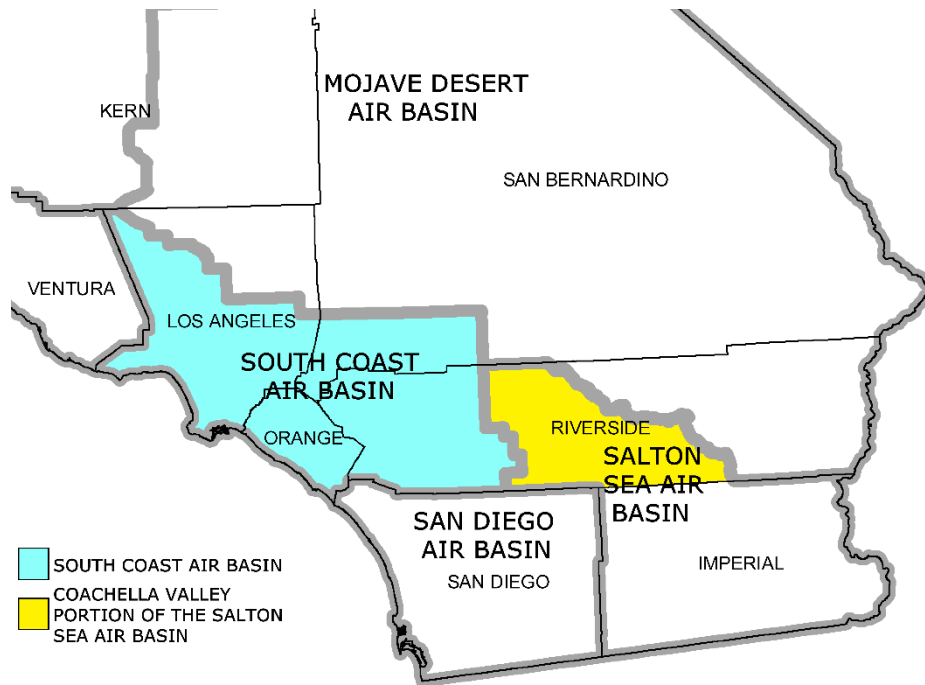 MOJAVE DESERT
AIR BASIN
KERN
SAN BERNARDINO
VENTURA
LOS ANGELES
SOUTH COAST
AIR BASIN
ORANGE
RIVERSIDE
SALTON
SEA AIR
BASIN
SAN DIEGO
AIR BASIN
SAN DIEGO
IMPERIAL
SOUTH COAST AIR BASIN
COACHELLA VALLEY
PORTION OF THE SALTON
SEA AIR BASIN